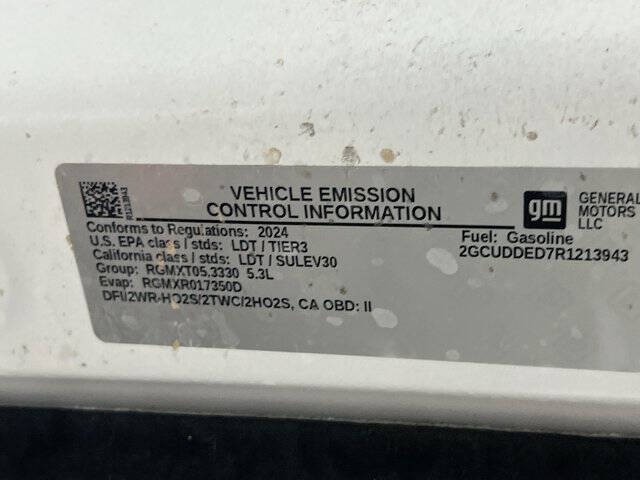 R1213943
VEHICLE EMISSION
CONTROL INFORMATION
Conforms to Regulations: 2024
U.S. EPA class / stds: LDT / TIER3
California class / stds: LDT / SULEV30
Group: RGMXT05.3330 5.3L
Evap: RGMXR017350D
DFI/2WR-HO2S/2TWC/2HO2S, CA OBD: II
gm
GENERAL
MOTORS
LLC
Fuel: Gasoline
2GCUDDED7R1213943